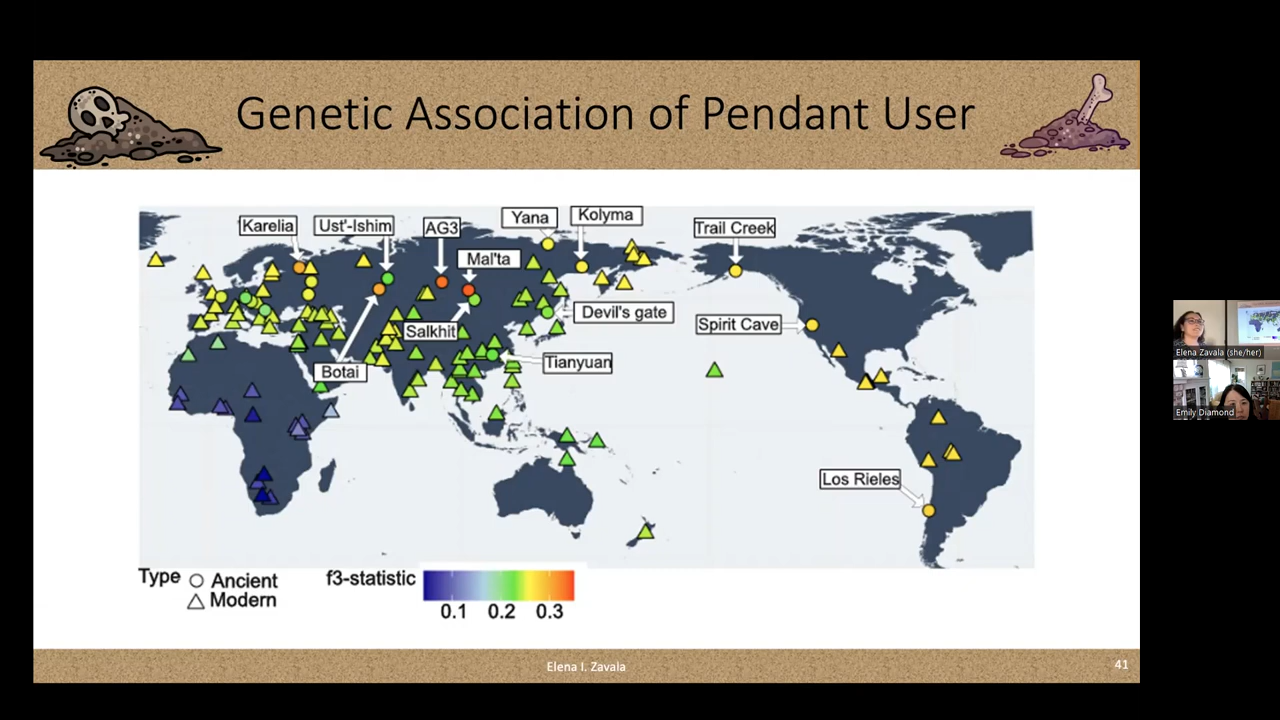 Genetic Association of Pendant User
Karelia
Ust'-Ishim
AG3
Yana
Kolyma
Trail Creek
Mal'ta
Salkhit
Devil's gate
Spirit Cave
Botai
Tianyuan
Los Rieles
Type
Ancient
Modern
f3-statistic
0.1 0.2 0.3
Elena I. Zavala
41
Elena Zavala (she/her)
Emily Diamond